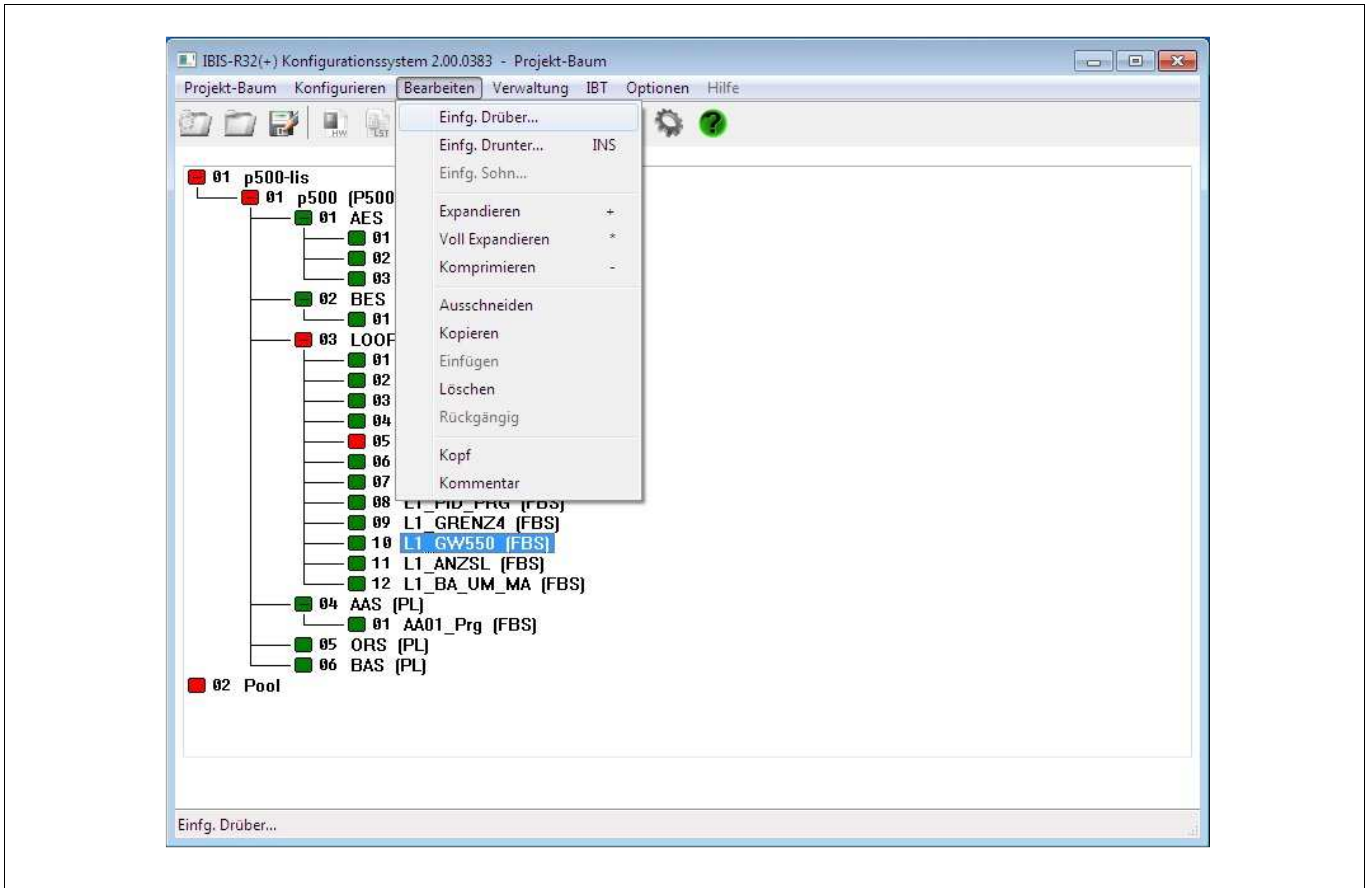 IBIS-R32(+) Konfigurationssystem 2.00.0383 - Projekt-Baum
Projekt-Baum Konfigurieren Bearbeiten Verwaltung IBT Optionen Hilfe
HW LST
Einfg. Drüber...
Einfg. Drunter... INS
Einfg. Sohn...
Expandieren +
Voll Expandieren *
Komprimieren -
Ausschneiden
Kopieren
Einfügen
Löschen
Rückgängig
Kopf
Kommentar
01 p500-lis
01 p500 (P500
01 AES
01
02
03
02 BES
01
03 LOOP
01
02
03
04
05
06
07
08 L1_PID_PRG (FBS)
09 L1_GRENZ4 (FBS)
10 L1_GW550 (FBS)
11 L1_ANZSL (FBS)
12 L1_BA_UM_MA (FBS)
04 AAS (PL)
01 AA01_Prg (FBS)
05 ORS (PL)
06 BAS (PL)
02 Pool
Einfg. Drüber...